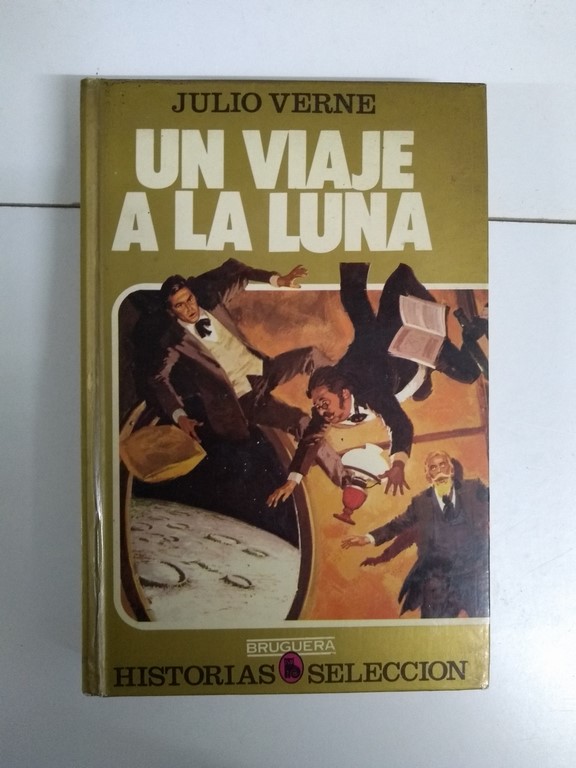 JULIO VERNE
UN VIAJE
A LA LUNA
BRUGUERA
HISTORIAS SELECCION